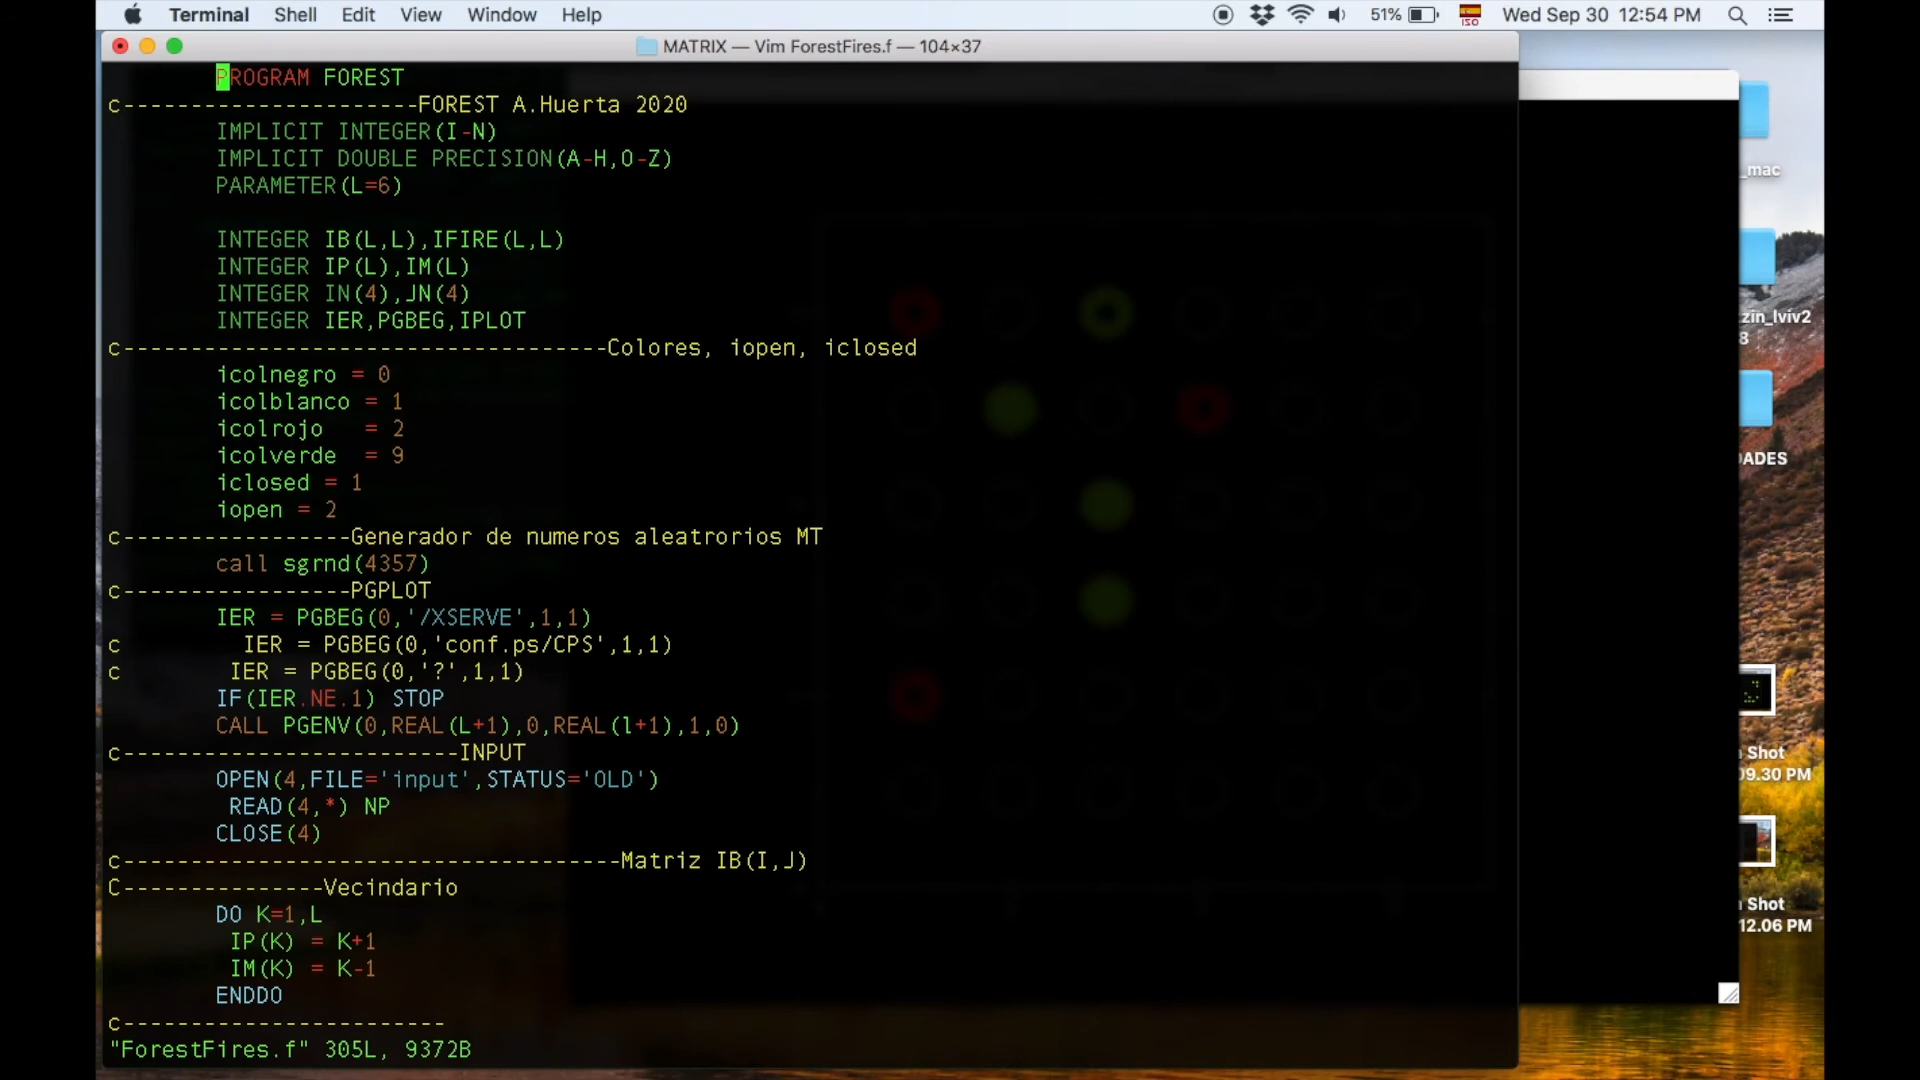 Terminal Shell Edit View Window Help 51% ISO Wed Sep 30 12:54 PM
MATRIX — Vim ForestFires.f — 104×37
PROGRAM FOREST
c----------------------FOREST A.Huerta 2020
IMPLICIT INTEGER(I-N)
IMPLICIT DOUBLE PRECISION(A-H,O-Z)
PARAMETER(L=6)
INTEGER IB(L,L),IFIRE(L,L)
INTEGER IP(L),IM(L)
INTEGER IN(4),JN(4)
INTEGER IER,PGBEG,IPLOT
c------------------------------------Colores, iopen, iclosed
icolnegro = 0
icolblanco = 1
icolrojo   = 2
icolverde  = 9
iclosed = 1
iopen = 2
c-----------------Generador de numeros aleatrorios MT
call sgrnd(4357)
c-----------------PGPLOT
IER = PGBEG(0,'/XSERVE',1,1)
c IER = PGBEG(0,'conf.ps/CPS',1,1)
c IER = PGBEG(0,'?',1,1)
IF(IER.NE.1) STOP
CALL PGENV(0,REAL(L+1),0,REAL(l+1),1,0)
c-------------------------INPUT
OPEN(4,FILE='input',STATUS='OLD')
READ(4,*) NP
CLOSE(4)
c-------------------------------------Matriz IB(I,J)
C---------------Vecindario
DO K=1,L
IP(K) = K+1
IM(K) = K-1
ENDDO
c------------------------
"ForestFires.f" 305L, 9372B
_mac
zin_lviv2
8
DADES
Shot
09.30 PM
Shot
12.06 PM